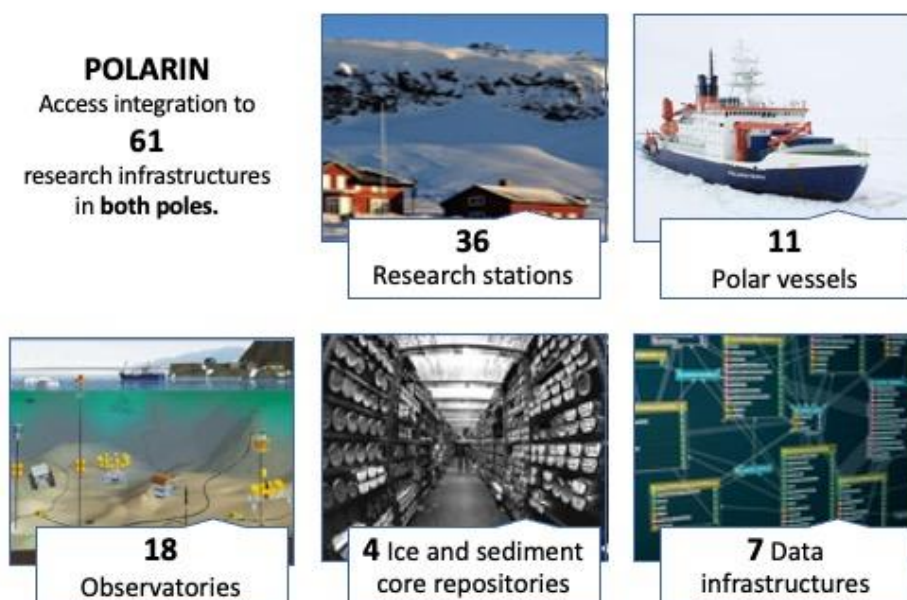 POLARIN
Access integration to
61
research infrastructures
in both poles.
36
Research stations
11
Polar vessels
18
Observatories
4 Ice and sediment
core repositories
7 Data
infrastructures